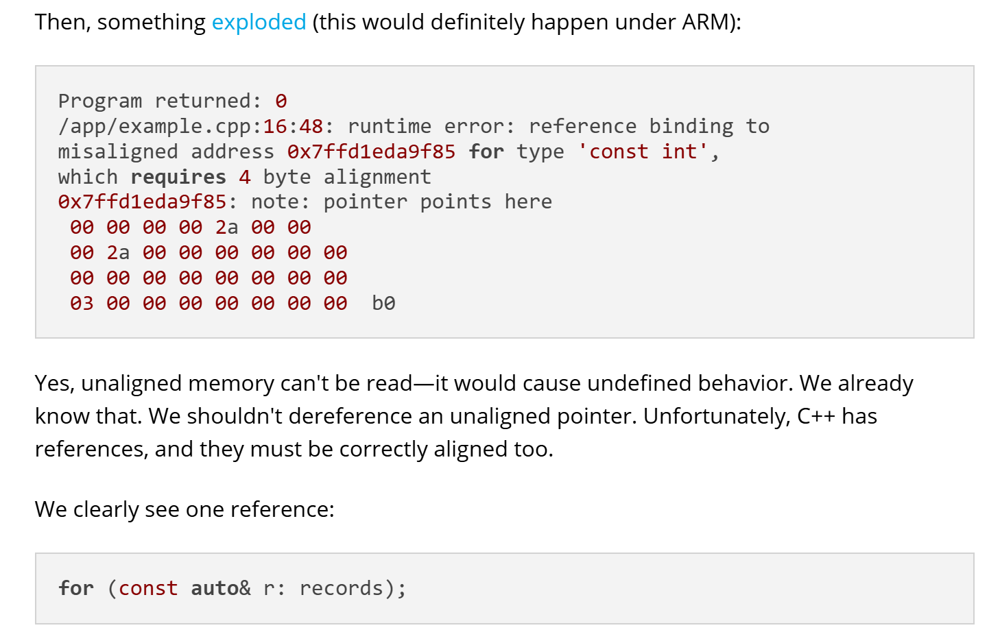 Then, something exploded (this would definitely happen under ARM):
Program returned: 0
/app/example.cpp:16:48: runtime error: reference binding to
misaligned address 0x7ffd1eda9f85 for type 'const int',
which requires 4 byte alignment
0x7ffd1eda9f85: note: pointer points here
00 00 00 00 2a 00 00
00 2a 00 00 00 00 00 00
00 00 00 00 00 00 00 00
03 00 00 00 00 00 00 00  b0
Yes, unaligned memory can't be read—it would cause undefined behavior. We already
know that. We shouldn't dereference an unaligned pointer. Unfortunately, C++ has
references, and they must be correctly aligned too.
We clearly see one reference:
for (const auto& r: records);